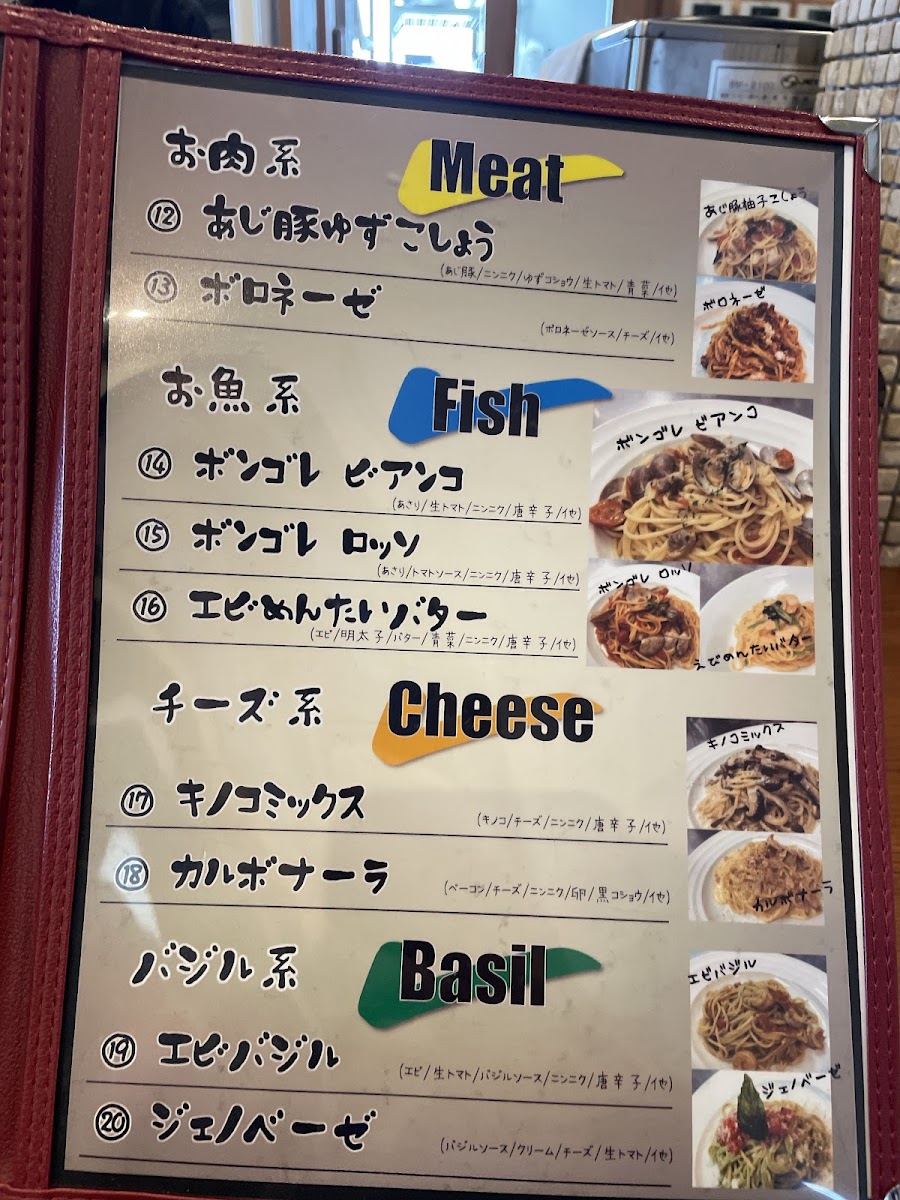 お肉系 Meat
⑫ あじ豚ゆずこしょう
(あじ豚/ニンニク/ゆずコショウ/生トマト/青菜/他)
⑬ ボロネーゼ
(ボロネーゼソース/チーズ/他)
あじ豚柚子こしょう
ボロネーゼ
お魚系 Fish
⑭ ボンゴレ ビアンコ
(あさり/生トマト/ニンニク/唐辛子/他)
⑮ ボンゴレ ロッソ
(あさり/トマトソース/ニンニク/唐辛子/他)
⑯ エビめんたいバター
(エビ/明太子/バター/青菜/ニンニク/唐辛子/他)
ボンゴレ ビアンコ
ボンゴレ ロッソ
えびめんたいバター
チーズ系 Cheese
⑰ キノコミックス
(キノコ/チーズ/ニンニク/唐辛子/他)
⑱ カルボナーラ
(ベーコン/チーズ/ニンニク/卵/黒コショウ/他)
キノコミックス
カルボナーラ
バジル系 Basil
⑲ エビバジル
(エビ/生トマト/バジルソース/ニンニク/唐辛子/他)
⑳ ジェノベーゼ
(バジルソース/クリーム/チーズ/生トマト/他)
エビバジル
ジェノベーゼ